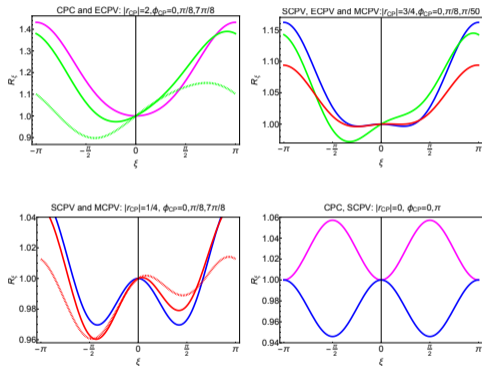 CPC and ECPV: |r_CP|=2,ϕ_CP=0,π/8,7π/8
1.4
1.3
1.2
1.1
1.0
0.9
R_ξ
-π
-π/2
0
π/2
π
ξ
SCPV, ECPV and MCPV:|r_CP|=3/4,ϕ_CP=0,π/8,π/50
1.15
1.10
1.05
1.00
R_ξ
-π
-π/2
0
π/2
π
ξ
SCPV and MCPV: |r_CP|=1/4, ϕ_CP=0,π/8,7π/8
1.04
1.02
1.00
0.98
0.96
R_ξ
-π
-π/2
0
π/2
π
ξ
CPC, SCPV: |r_CP|=0, ϕ_CP=0,π
1.06
1.04
1.02
1.00
0.98
0.96
0.94
R_ξ
-π
-π/2
0
π/2
π
ξ